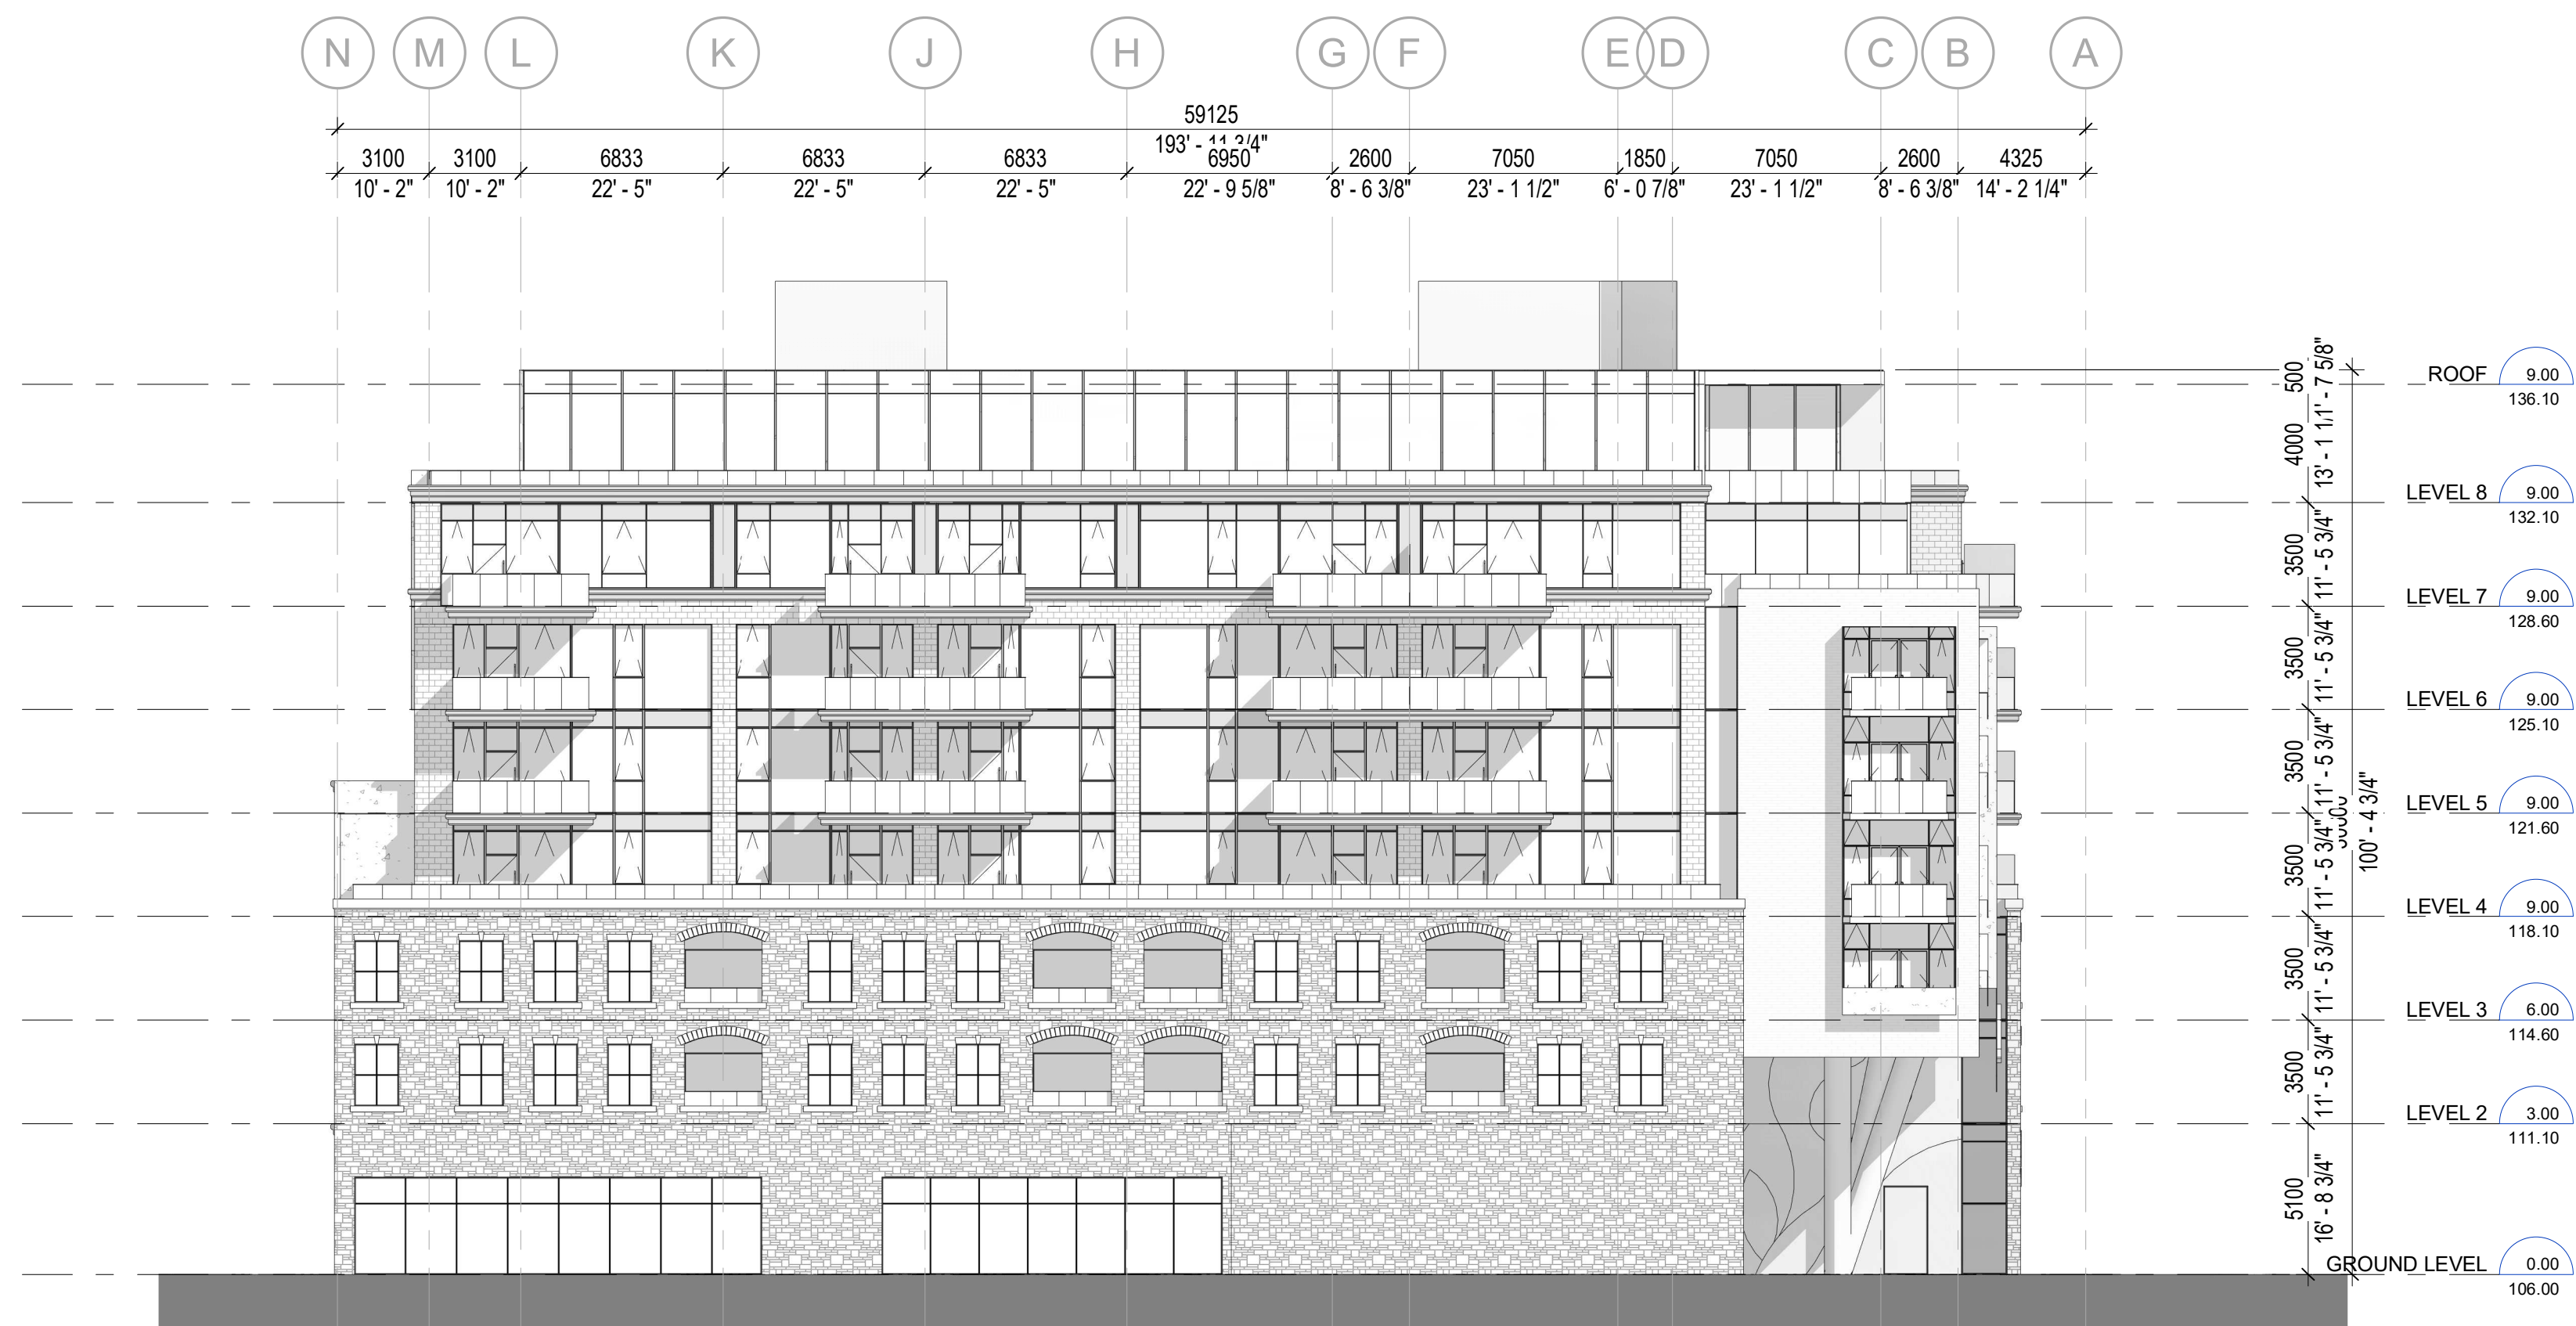 N M L K J H G F E D C B A
59125
193' - 11 3/4"
3100 3100 6833 6833 6833 6950 2600 7050 1850 7050 2600 4325
10' - 2" 10' - 2" 22' - 5" 22' - 5" 22' - 5" 22' - 9 5/8" 8' - 6 3/8" 23' - 1 1/2" 6' - 0 7/8" 23' - 1 1/2" 8' - 6 3/8" 14' - 2 1/4"
500
1' - 7 5/8"
ROOF 9.00
136.10
4000
13' - 1
LEVEL 8 9.00
132.10
3500
11' - 5 3/4"
LEVEL 7 9.00
128.60
3500
11' - 5 3/4"
LEVEL 6 9.00
125.10
3500
11' - 5 3/4"
100' - 4 3/4"
LEVEL 5 9.00
121.60
3500
11' - 5 3/4"
LEVEL 4 9.00
118.10
3500
11' - 5 3/4"
LEVEL 3 6.00
114.60
3500
11' - 5 3/4"
LEVEL 2 3.00
111.10
5100
16' - 8 3/4"
GROUND LEVEL 0.00
106.00